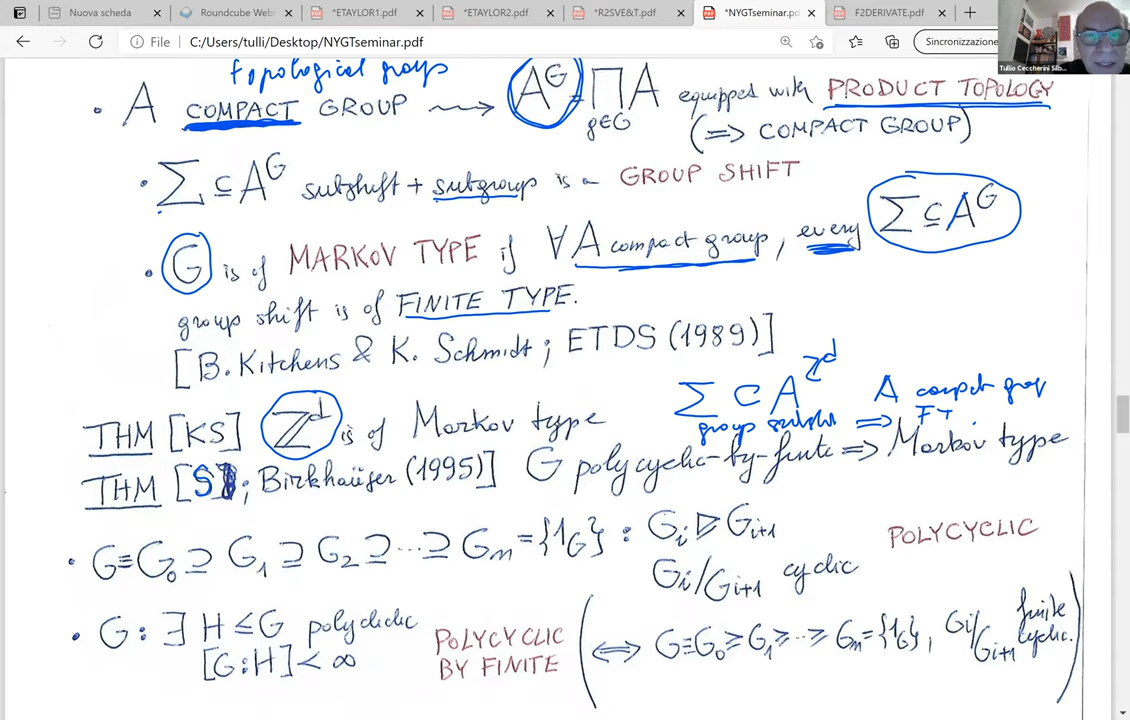 Nuova scheda
Roundcube Web
*ETAYLOR1.pdf
*ETAYLOR2.pdf
*R2SVE&T.pdf
*NYGTseminar.pd
F2DERIVATE.pdf
File C:/Users/tulli/Desktop/NYGTseminar.pdf
Sincronizzazione
Tullio Ceccherini Silb...
topological group
• A COMPACT GROUP ⇝ A^G = ∏_{g∈G} A equipped with PRODUCT TOPOLOGY
(⇒ COMPACT GROUP)
• Σ ⊆ A^G subshift + subgroup is a GROUP SHIFT
• G is of MARKOV TYPE if ∀ A compact group, every Σ ⊆ A^G
group shift is of FINITE TYPE.
[B. Kitchens & K. Schmidt; ETDS (1989)]
Σ ⊂ A^{Z^d} A compact group
group subshift ⇒ FT
THM [KS] Z^d is of Markov type
THM [S]; Birkhaüser (1995)] G polycyclic-by-finite ⇒ Markov type
• G ≡ G_0 ⊇ G_1 ⊇ G_2 ⊇ ... ⊇ G_m = {1_G} : G_i ⊵ G_{i+1} POLYCYCLIC
G_i/G_{i+1} cyclic
• G : ∃ H ≤ G polyclidic
[G:H] < ∞
POLYCYCLIC
BY FINITE
(⇔ G ≡ G_0 ≥ G_1 ≥ ... ≥ G_m = {1_G}, G_i/G_{i+1} finite
cyclic.)